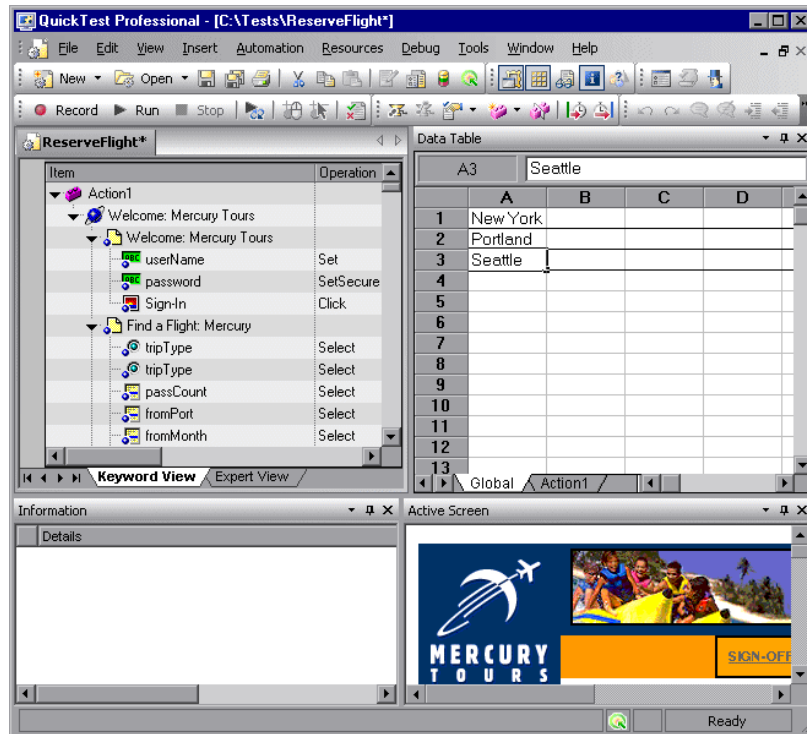 QuickTest Professional - [C:\Tests\ReserveFlight*]
File Edit View Insert Automation Resources Debug Tools Window Help
New Open
Record Run Stop
ReserveFlight*
Item Operation
Action1
Welcome: Mercury Tours
Welcome: Mercury Tours
userName Set
password SetSecure
Sign-In Click
Find a Flight: Mercury
tripType Select
tripType Select
passCount Select
fromPort Select
fromMonth Select
Keyword View Expert View
Data Table
A3 Seattle
A B C D
1 New York
2 Portland
3 Seattle
4
5
6
7
8
9
10
11
12
13
Global Action1
Information
Details
Active Screen
MERCURY
TOURS
SIGN-OFF
Ready